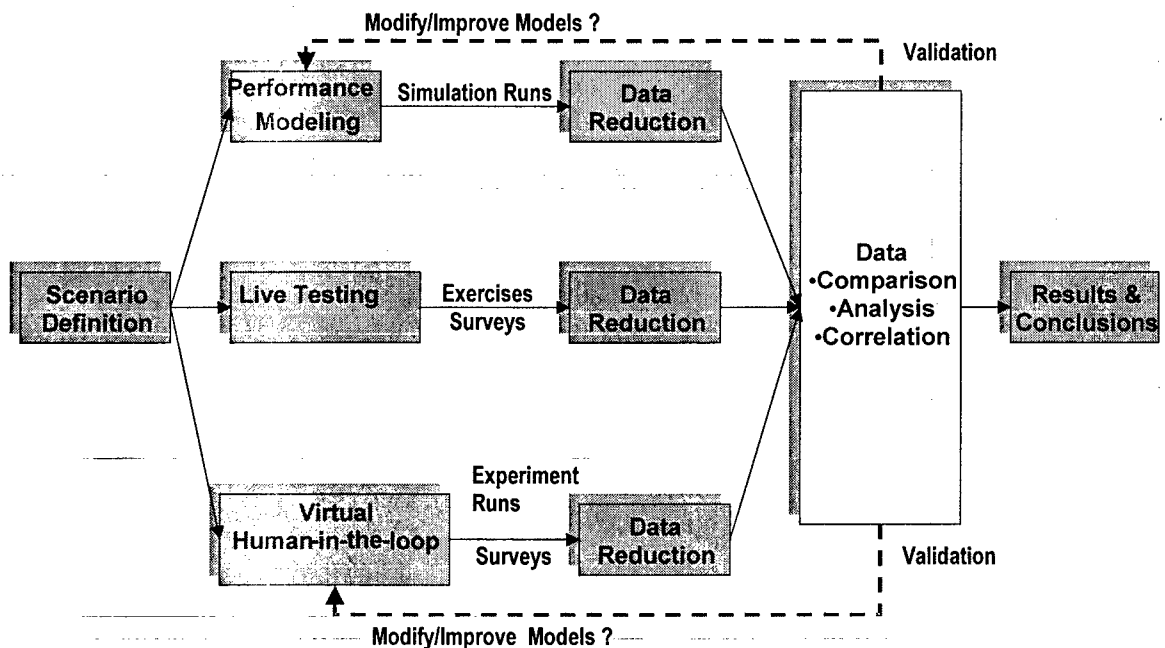 Modify/Improve Models ?
Validation
Performance
Modeling
Simulation Runs
Data
Reduction
Scenario
Definition
Live Testing
Exercises
Surveys
Data
Reduction
Data
•Comparison
•Analysis
•Correlation
Results &
Conclusions
Virtual
Human-in-the-loop
Experiment
Runs
Surveys
Data
Reduction
Validation
Modify/Improve Models ?